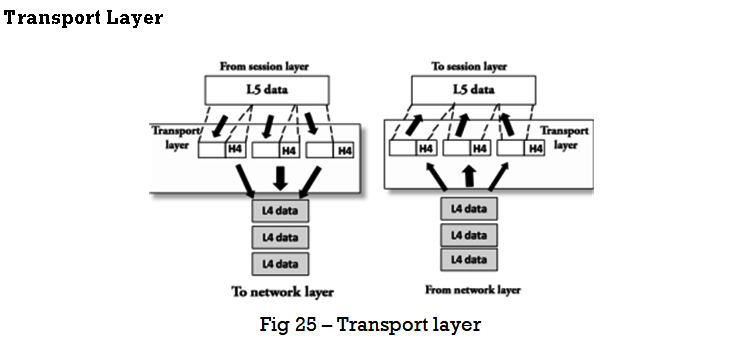 Transport Layer
From session layer
L5 data
Transport
layer
H4
H4
H4
L4 data
L4 data
L4 data
To network layer
To session layer
L5 data
Transport
layer
H4
H4
H4
L4 data
L4 data
L4 data
From network layer
Fig 25 – Transport layer